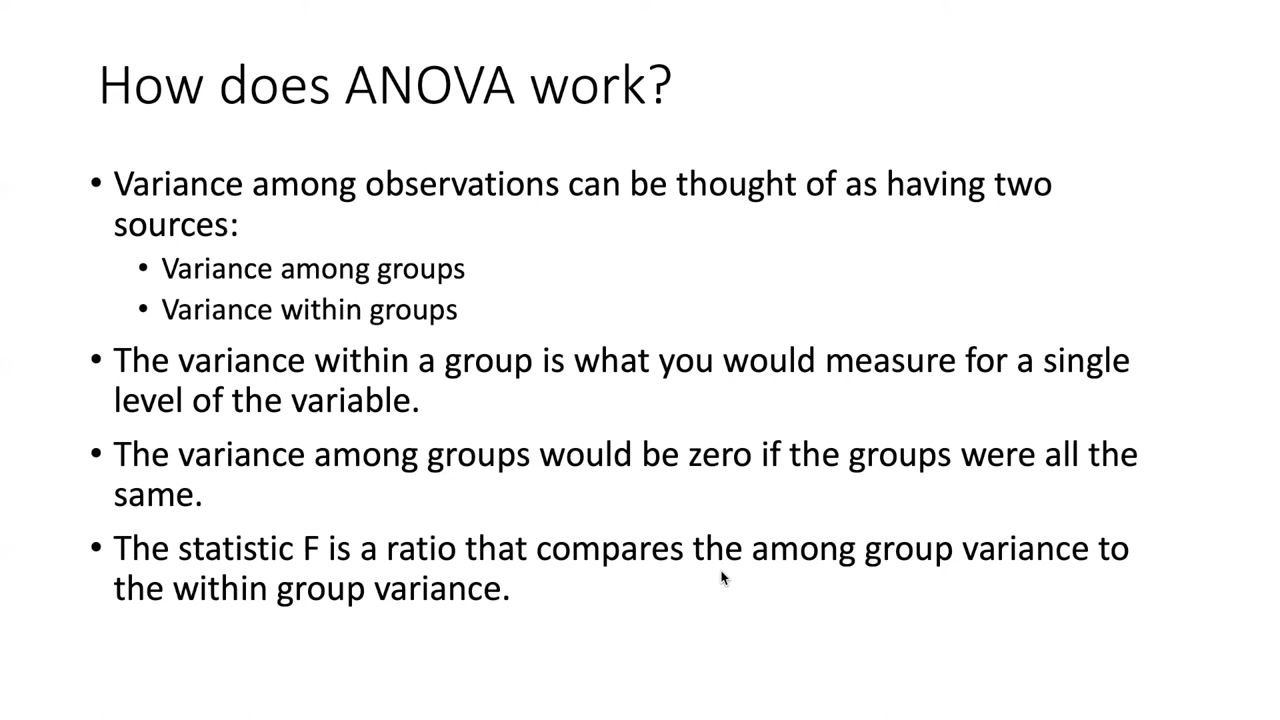 How does ANOVA work?
• Variance among observations can be thought of as having two
sources:
• Variance among groups
• Variance within groups
• The variance within a group is what you would measure for a single
level of the variable.
• The variance among groups would be zero if the groups were all the
same.
• The statistic F is a ratio that compares the among group variance to
the within group variance.